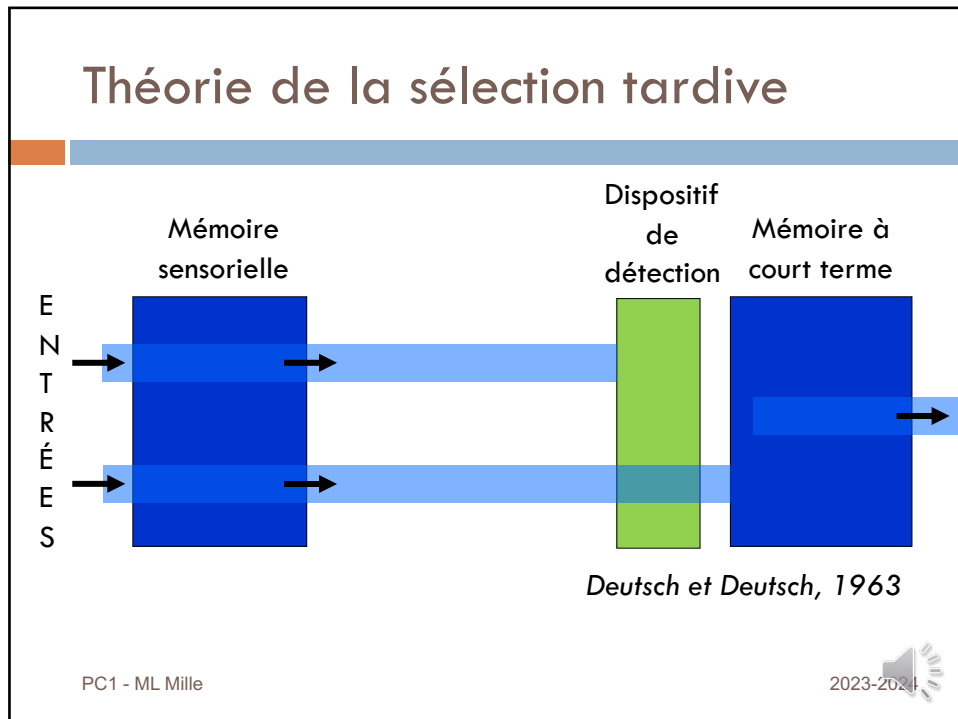 Théorie de la sélection tardive
Dispositif
de
détection
Mémoire
sensorielle
Mémoire à
court terme
E
N
T
R
É
E
S
Deutsch et Deutsch, 1963
PC1 - ML Mille
2023-2024